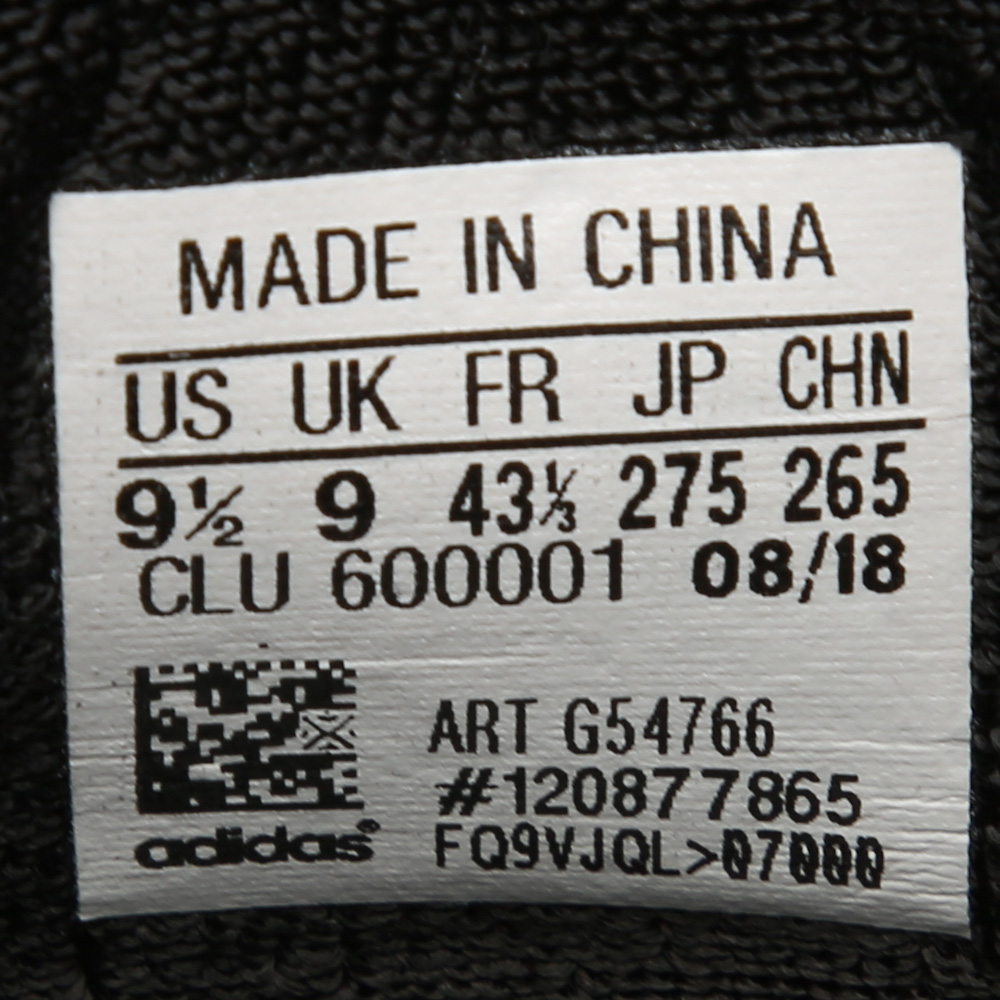 MADE IN CHINA
US UK FR JP CHN
9½ 9 43⅓ 275 265
CLU 600001 08/18
ART G54766
#120877865
adidas®
FQ9VJQL>07000